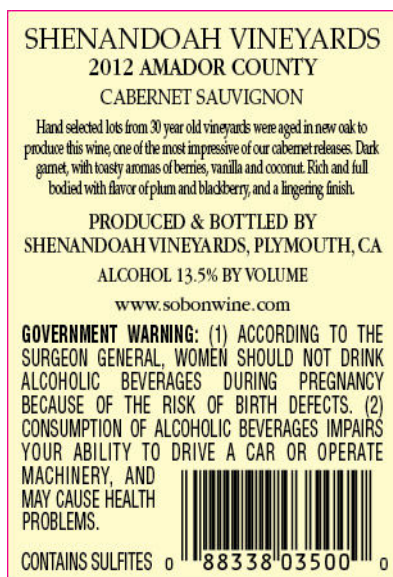 SHENANDOAH VINEYARDS
2012 AMADOR COUNTY
CABERNET SAUVIGNON
Hand selected lots from 30 year old vineyards were aged in new oak to
produce this wine, one of the most impressive of our cabernet releases. Dark
garnet, with toasty aromas of berries, vanilla and coconut. Rich and full
bodied with flavor of plum and blackberry, and a lingering finish.
PRODUCED & BOTTLED BY
SHENANDOAH VINEYARDS, PLYMOUTH, CA
ALCOHOL 13.5% BY VOLUME
www.sobonwine.com
GOVERNMENT WARNING: (1) ACCORDING TO THE
SURGEON GENERAL, WOMEN SHOULD NOT DRINK
ALCOHOLIC BEVERAGES DURING PREGNANCY
BECAUSE OF THE RISK OF BIRTH DEFECTS. (2)
CONSUMPTION OF ALCOHOLIC BEVERAGES IMPAIRS
YOUR ABILITY TO DRIVE A CAR OR OPERATE
MACHINERY, AND
MAY CAUSE HEALTH
PROBLEMS.
CONTAINS SULFITES
0 88338 03500 0